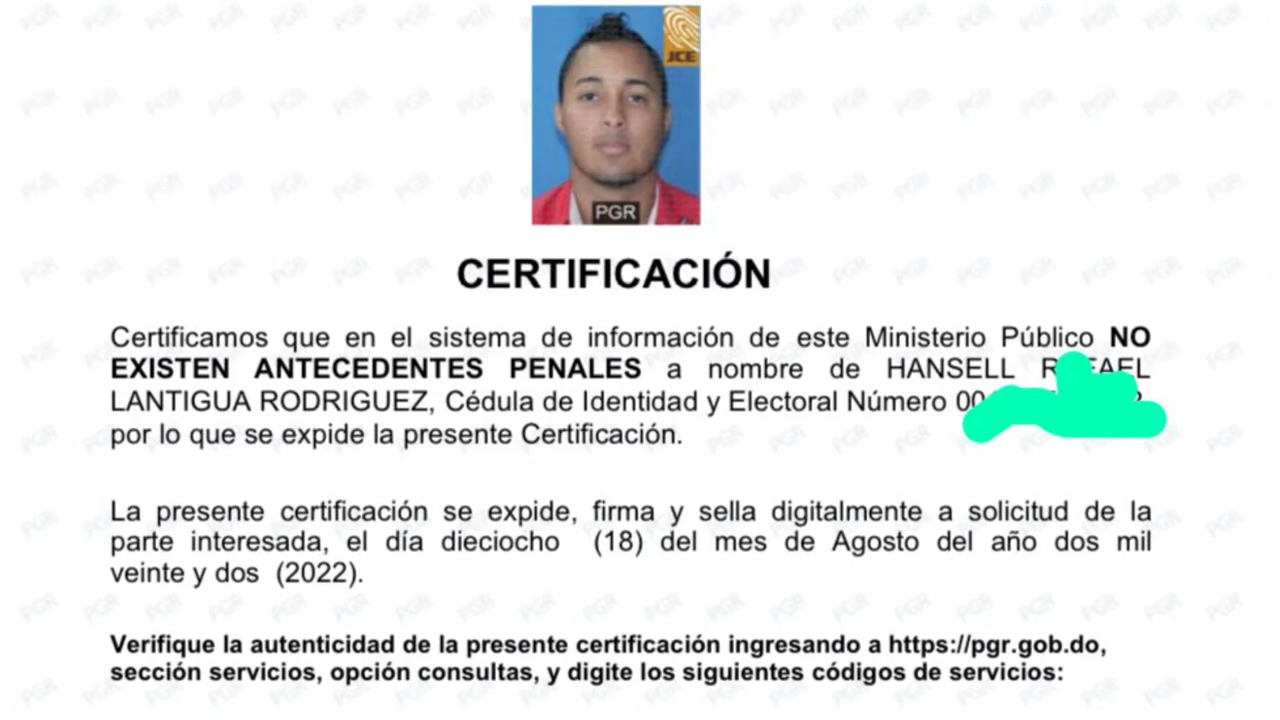 JCE
PGR
CERTIFICACIÓN
Certificamos que en el sistema de información de este Ministerio Público NO
EXISTEN ANTECEDENTES PENALES a nombre de HANSELL
LANTIGUA RODRIGUEZ, Cédula de Identidad y Electoral Número 00
por lo que se expide la presente Certificación.
La presente certificación se expide, firma y sella digitalmente a solicitud de la
parte interesada, el día dieciocho (18) del mes de Agosto del año dos mil
veinte y dos (2022).
Verifique la autenticidad de la presente certificación ingresando a https://pgr.gob.do,
sección servicios, opción consultas, y digite los siguientes códigos de servicios: